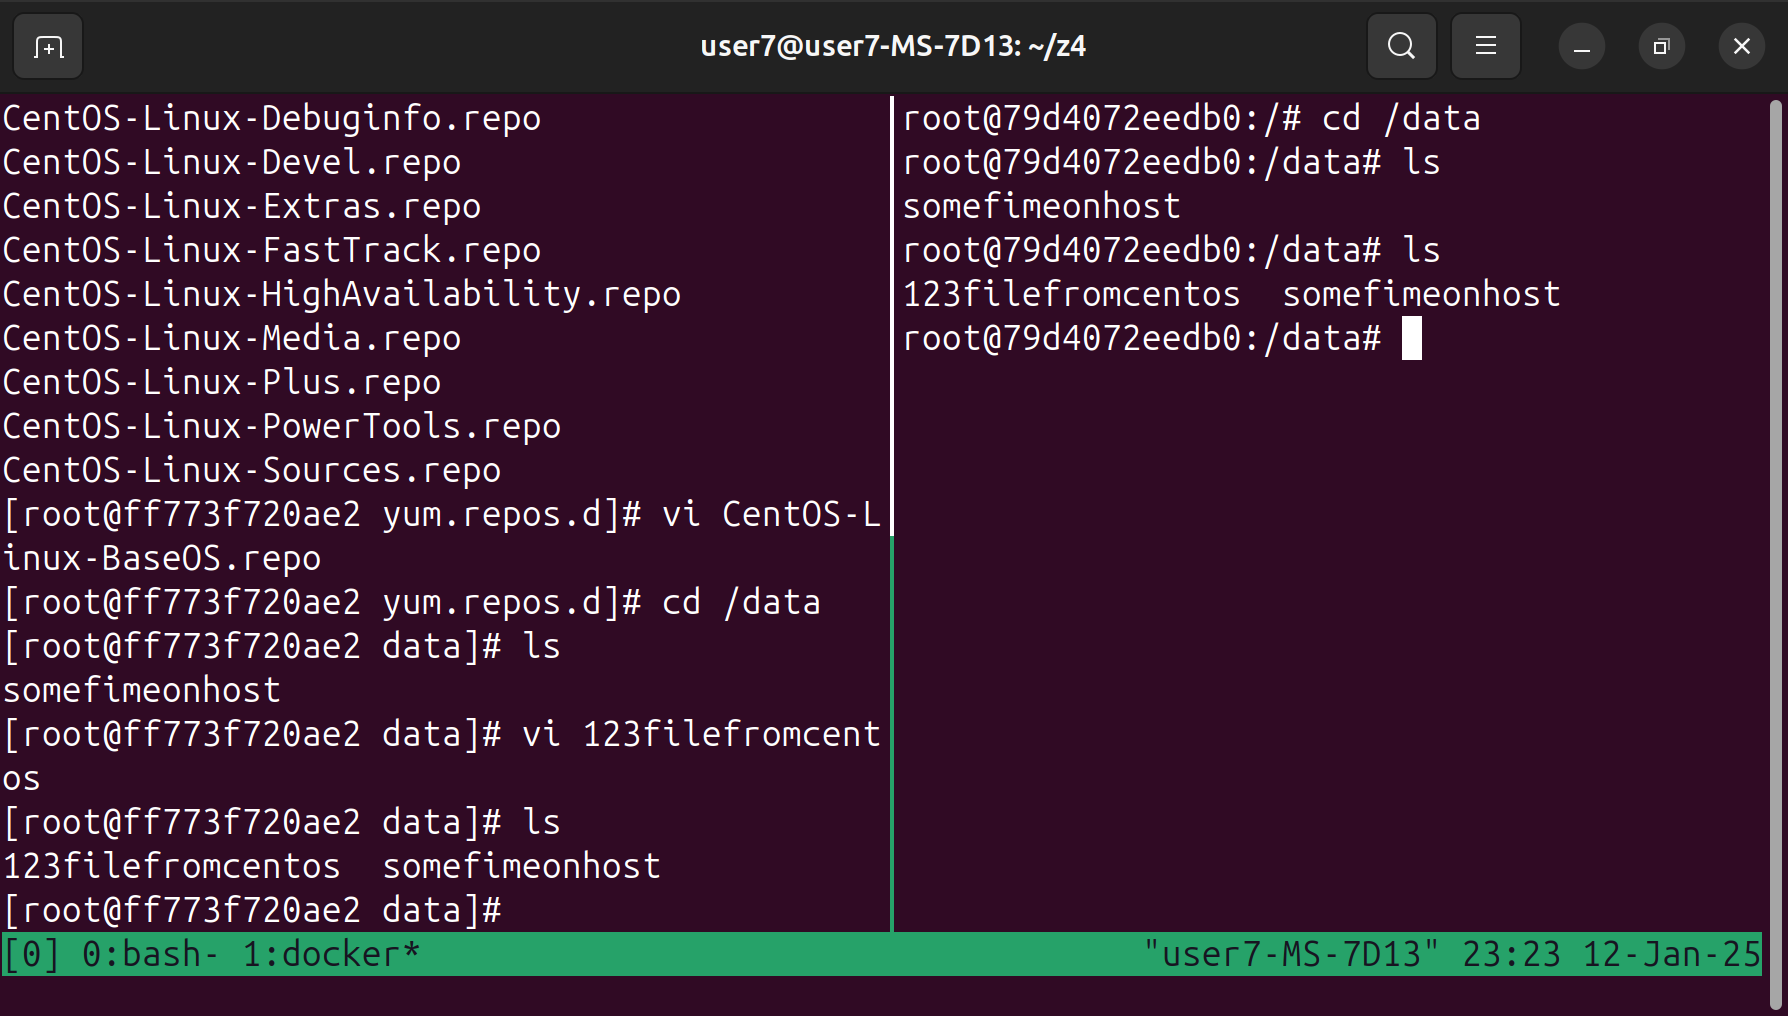 user7@user7-MS-7D13: ~/z4
CentOS-Linux-Debuginfo.repo
CentOS-Linux-Devel.repo
CentOS-Linux-Extras.repo
CentOS-Linux-FastTrack.repo
CentOS-Linux-HighAvailability.repo
CentOS-Linux-Media.repo
CentOS-Linux-Plus.repo
CentOS-Linux-PowerTools.repo
CentOS-Linux-Sources.repo
[root@ff773f720ae2 yum.repos.d]# vi CentOS-L
inux-BaseOS.repo
[root@ff773f720ae2 yum.repos.d]# cd /data
[root@ff773f720ae2 data]# ls
somefimeonhost
[root@ff773f720ae2 data]# vi 123filefromcent
os
[root@ff773f720ae2 data]# ls
123filefromcentos  somefimeonhost
[root@ff773f720ae2 data]#
root@79d4072eedb0:/# cd /data
root@79d4072eedb0:/data# ls
somefimeonhost
root@79d4072eedb0:/data# ls
123filefromcentos  somefimeonhost
root@79d4072eedb0:/data#
[0] 0:bash- 1:docker* "user7-MS-7D13" 23:23 12-Jan-25